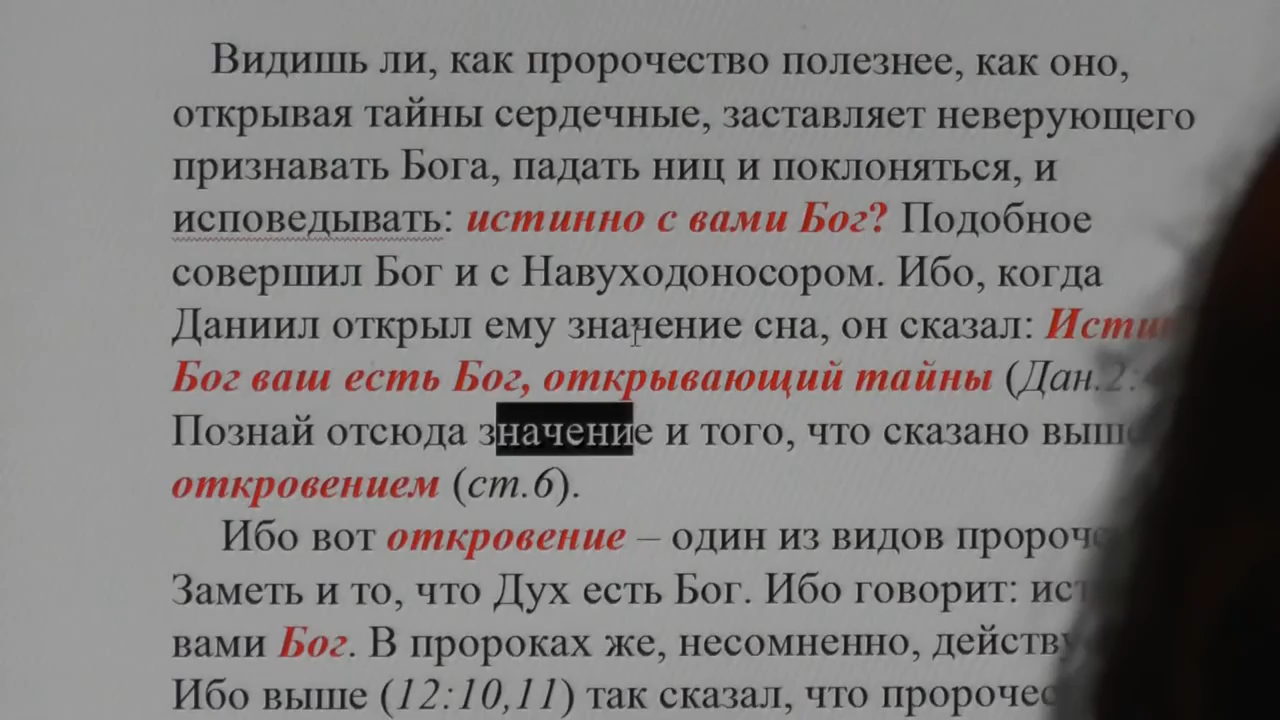 Видишь ли, как пророчество полезнее, как оно,
открывая тайны сердечные, заставляет неверующего
признавать Бога, падать ниц и поклоняться, и
исповедывать: истинно с вами Бог? Подобное
совершил Бог и с Навуходоносором. Ибо, когда
Даниил открыл ему значение сна, он сказал:
Бог ваш есть Бог, открывающий тайны (Дан.2:
Познай отсюда значение и того, что сказано выше
откровением (ст.6).
Ибо вот откровение – один из видов
Заметь и то, что Дух есть Бог. Ибо говорит:
вами Бог. В пророках же, несомненно,
Ибо выше (12:10,11) так сказал, что